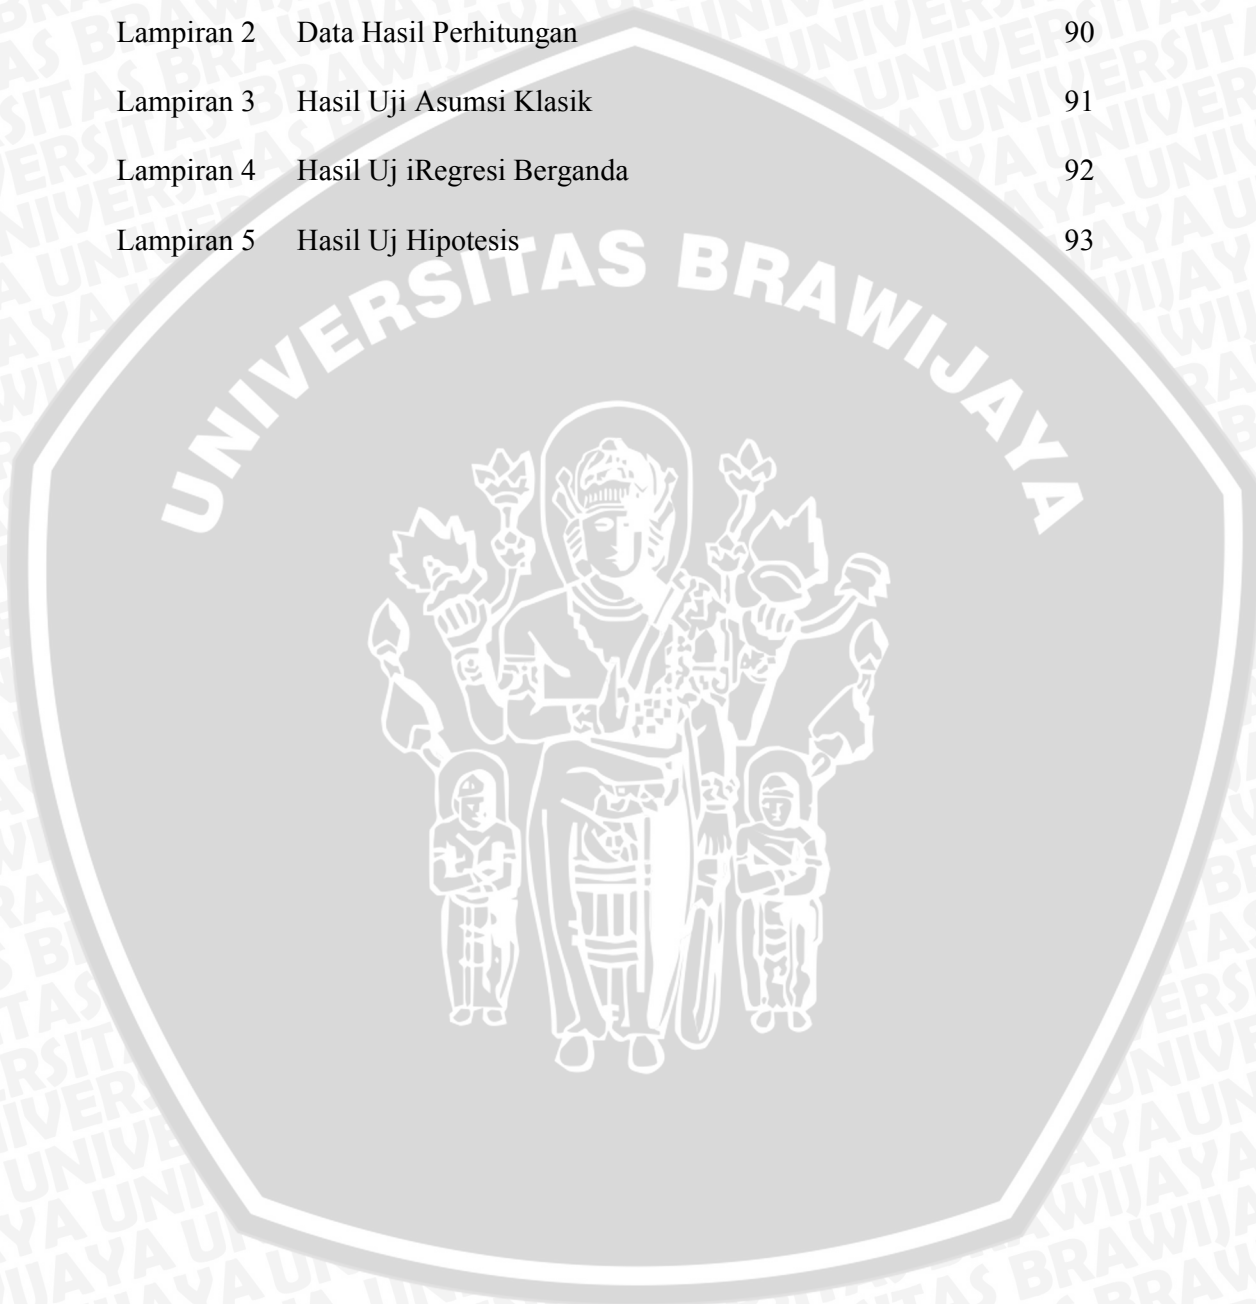 Lampiran 2 Data Hasil Perhitungan 90
Lampiran 3 Hasil Uji Asumsi Klasik 91
Lampiran 4 Hasil Uj iRegresi Berganda 92
Lampiran 5 Hasil Uj Hipotesis 93
UNIVERSITAS BRAWIJAYA